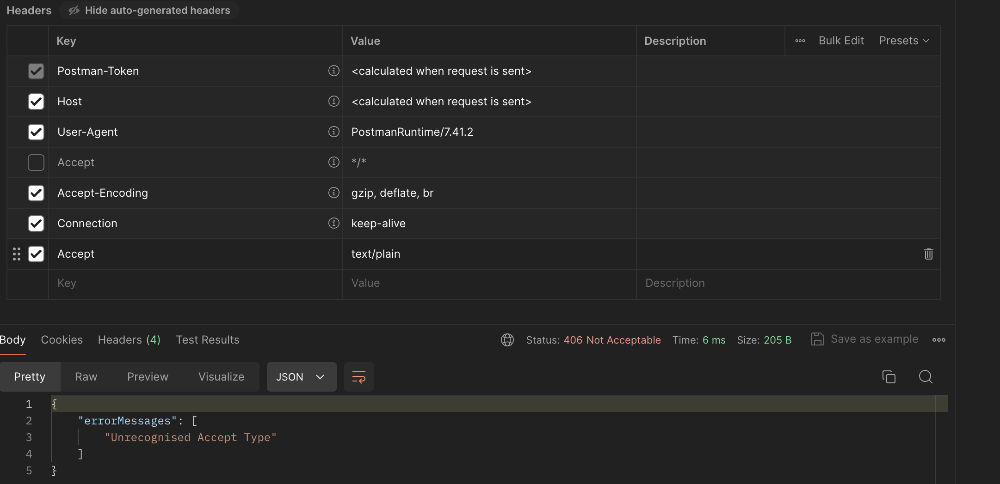 Headers Hide auto-generated headers
Key Value Description Bulk Edit Presets
Postman-Token <calculated when request is sent>
Host <calculated when request is sent>
User-Agent PostmanRuntime/7.41.2
Accept */*
Accept-Encoding gzip, deflate, br
Connection keep-alive
Accept text/plain
Key Value Description
Body Cookies Headers (4) Test Results Status: 406 Not Acceptable Time: 6 ms Size: 205 B Save as example
Pretty Raw Preview Visualize JSON
1 {
2 "errorMessages": [
3 "Unrecognised Accept Type"
4 ]
5 }